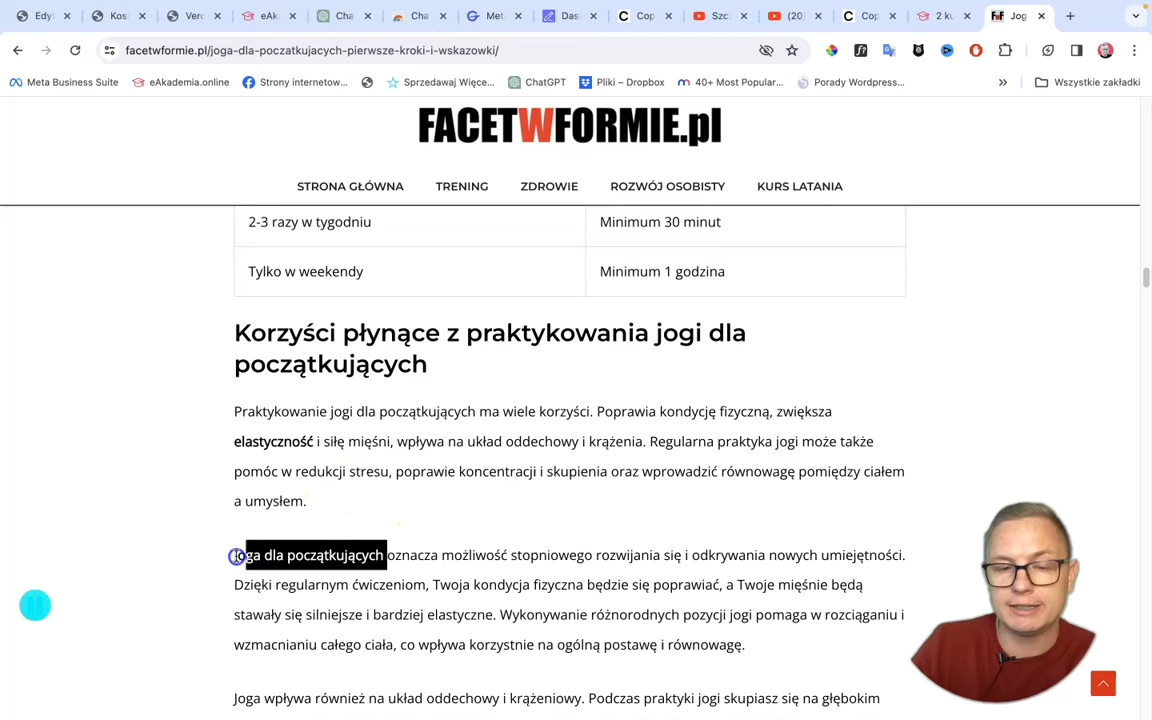 Edy
Kos
Verc
eAk
Cha
Cha
Meta
Das
Cop
Szc
(20)
Cop
2 ku
Jog
facetwformie.pl/joga-dla-poczatkujacych-pierwsze-kroki-i-wskazowki/
Meta Business Suite
eAkademia.online
Strony internetow...
Sprzedawaj Więce...
ChatGPT
Pliki – Dropbox
40+ Most Popular...
Porady Wordpress...
»
Wszystkie zakładki
FACETWFORMIE.pl
STRONA GŁÓWNA TRENING ZDROWIE ROZWÓJ OSOBISTY KURS LATANIA
2-3 razy w tygodniu Minimum 30 minut
Tylko w weekendy Minimum 1 godzina
Korzyści płynące z praktykowania jogi dla
początkujących
Praktykowanie jogi dla początkujących ma wiele korzyści. Poprawia kondycję fizyczną, zwiększa
elastyczność i siłę mięśni, wpływa na układ oddechowy i krążenia. Regularna praktyka jogi może także
pomóc w redukcji stresu, poprawie koncentracji i skupienia oraz wprowadzić równowagę pomiędzy ciałem
a umysłem.
Joga dla początkujących oznacza możliwość stopniowego rozwijania się i odkrywania nowych umiejętności.
Dzięki regularnym ćwiczeniom, Twoja kondycja fizyczna będzie się poprawiać, a Twoje mięśnie będą
stawały się silniejsze i bardziej elastyczne. Wykonywanie różnorodnych pozycji jogi pomaga w rozciąganiu i
wzmacnianiu całego ciała, co wpływa korzystnie na ogólną postawę i równowagę.
Joga wpływa również na układ oddechowy i krążeniowy. Podczas praktyki jogi skupiasz się na głębokim